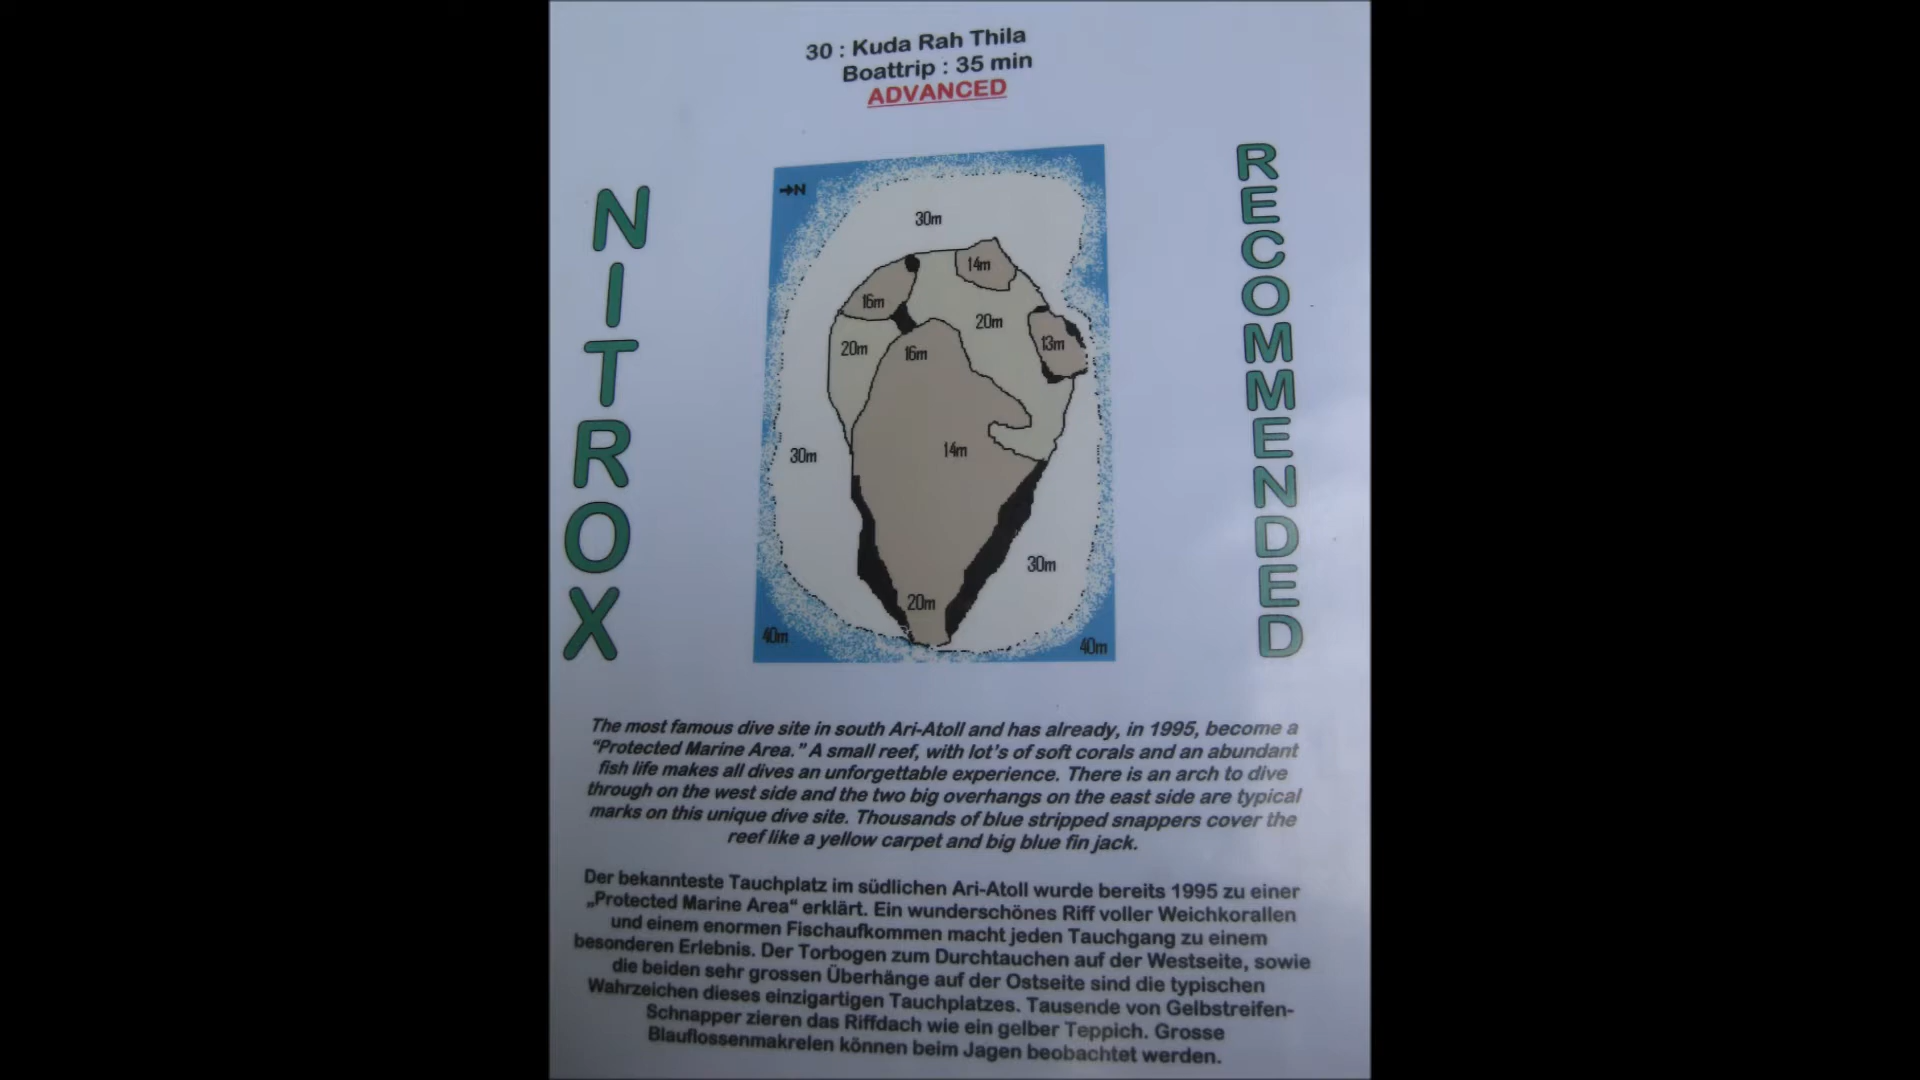 30 : Kuda Rah Thila
Boattrip : 35 min
ADVANCED
NITROX
RECOMMENDED
N
30m
14m
16m
20m
13m
20m
16m
30m
14m
30m
20m
40m
40m
The most famous dive site in south Ari-Atoll and has already, in 1995, become a
"Protected Marine Area." A small reef, with lot's of soft corals and an abundant
fish life makes all dives an unforgettable experience. There is an arch to dive
through on the west side and the two big overhangs on the east side are typical
marks on this unique dive site. Thousands of blue stripped snappers cover the
reef like a yellow carpet and big blue fin jack.
Der bekannteste Tauchplatz im südlichen Ari-Atoll wurde bereits 1995 zu einer
„Protected Marine Area“ erklärt. Ein wunderschönes Riff voller Weichkorallen
und einem enormen Fischaufkommen macht jeden Tauchgang zu einem
besonderen Erlebnis. Der Torbogen zum Durchtauchen auf der Westseite, sowie
die beiden sehr grossen Überhänge auf der Ostseite sind die typischen
Wahrzeichen dieses einzigartigen Tauchplatzes. Tausende von Gelbstreifen-
Schnapper zieren das Riffdach wie ein gelber Teppich. Grosse
Blauflossenmakrelen können beim Jagen beobachtet werden.